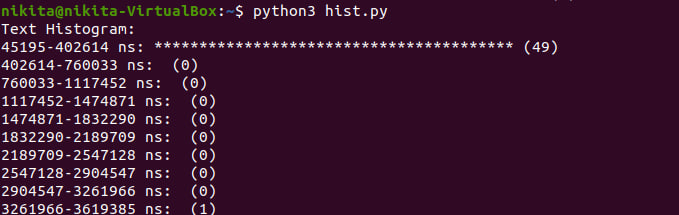 nikita@nikita-VirtualBox:~$ python3 hist.py
Text Histogram:
45195-402614 ns: **************************************** (49)
402614-760033 ns:  (0)
760033-1117452 ns:  (0)
1117452-1474871 ns:  (0)
1474871-1832290 ns:  (0)
1832290-2189709 ns:  (0)
2189709-2547128 ns:  (0)
2547128-2904547 ns:  (0)
2904547-3261966 ns:  (0)
3261966-3619385 ns:  (1)